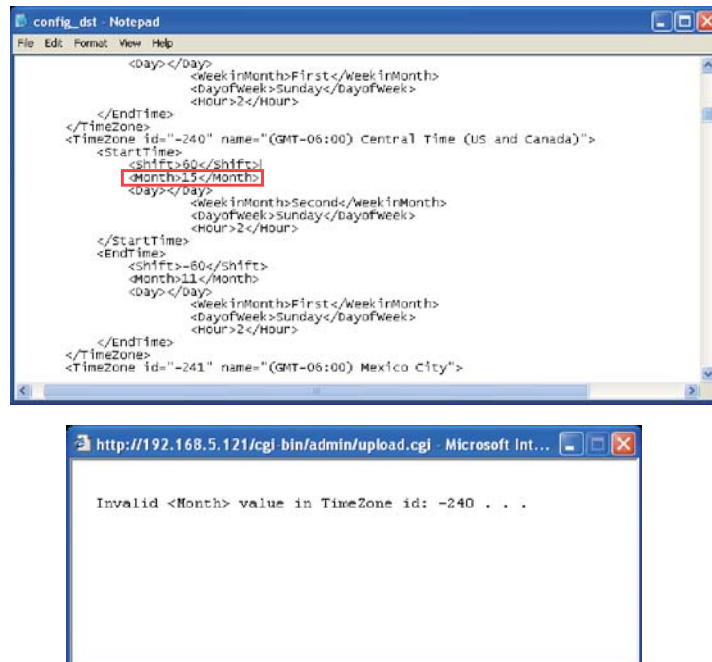 config_dst - Notepad
File Edit Format View Help
<Day></Day>
<WeekInMonth>First</WeekInMonth>
<DayofWeek>Sunday</DayofWeek>
<Hour>2</Hour>
</EndTime>
</TimeZone>
<TimeZone id="-240" name="(GMT-06:00) Central Time (US and Canada)">
<StartTime>
<Shift>60</Shift>
<Month>15</Month>
<Day></Day>
<WeekInMonth>Second</WeekInMonth>
<DayofWeek>Sunday</DayofWeek>
<Hour>2</Hour>
</StartTime>
<EndTime>
<Shift>-60</Shift>
<Month>11</Month>
<Day></Day>
<WeekInMonth>First</WeekInMonth>
<DayofWeek>Sunday</DayofWeek>
<Hour>2</Hour>
</EndTime>
</TimeZone>
<TimeZone id="-241" name="(GMT-06:00) Mexico City">
http://192.168.5.121/cgi-bin/admin/upload.cgi - Microsoft Int...
Invalid <Month> value in TimeZone id: -240 . . .